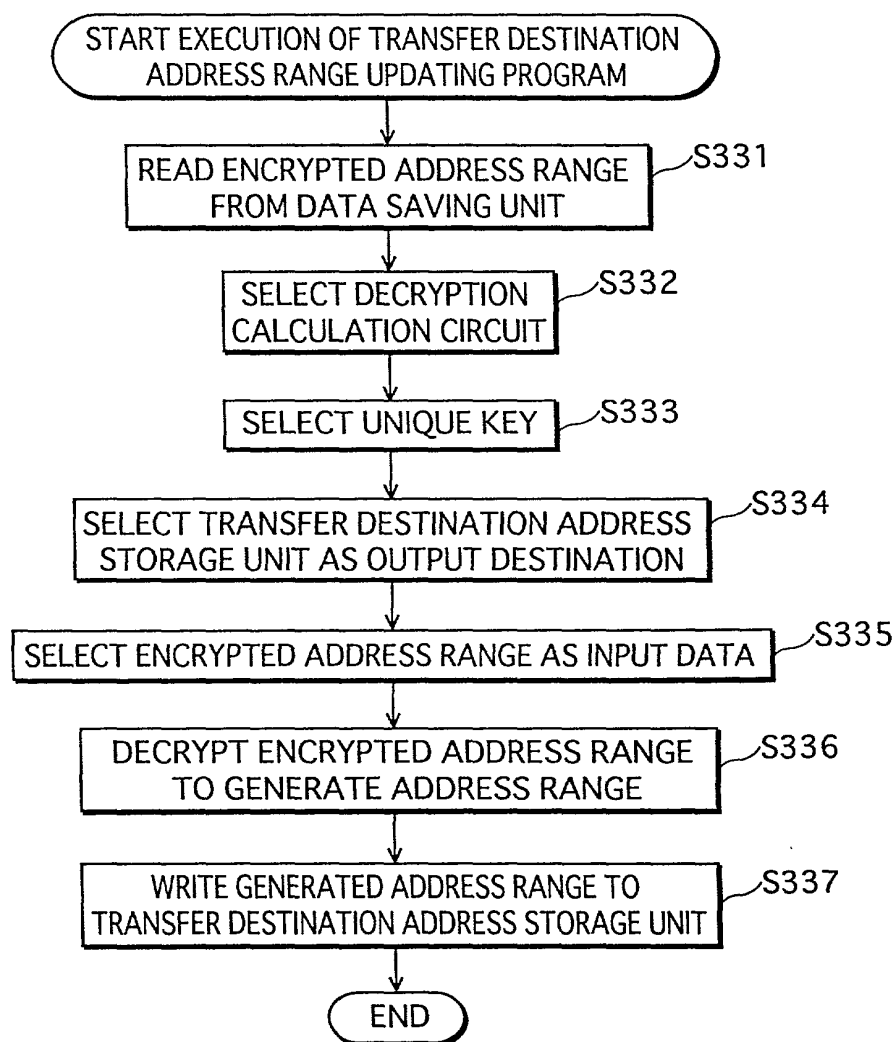 START EXECUTION OF TRANSFER DESTINATION
ADDRESS RANGE UPDATING PROGRAM
S331
READ ENCRYPTED ADDRESS RANGE
FROM DATA SAVING UNIT
S332
SELECT DECRYPTION
CALCULATION CIRCUIT
S333
SELECT UNIQUE KEY
S334
SELECT TRANSFER DESTINATION ADDRESS
STORAGE UNIT AS OUTPUT DESTINATION
S335
SELECT ENCRYPTED ADDRESS RANGE AS INPUT DATA
S336
DECRYPT ENCRYPTED ADDRESS RANGE
TO GENERATE ADDRESS RANGE
S337
WRITE GENERATED ADDRESS RANGE TO
TRANSFER DESTINATION ADDRESS STORAGE UNIT
END